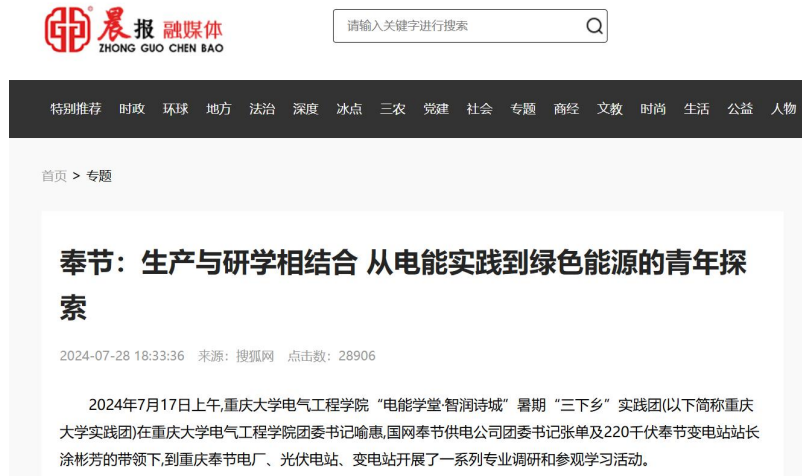 晨报 融媒体
ZHONG GUO CHEN BAO
请输入关键字进行搜索
特别推荐 时政 环球 地方 法治 深度 冰点 三农 党建 社会 专题 商经 文教 时尚 生活 公益 人物
首页 > 专题
奉节：生产与研学相结合 从电能实践到绿色能源的青年探
索
2024-07-28 18:33:36 来源：搜狐网 点击数：28906
2024年7月17日上午,重庆大学电气工程学院“电能学堂·智润诗城”暑期“三下乡”实践团(以下简称重庆
大学实践团)在重庆大学电气工程学院团委书记喻惠,国网奉节供电公司团委书记张单及220千伏奉节变电站站长
涂彬芳的带领下,到重庆奉节电厂、光伏电站、变电站开展了一系列专业调研和参观学习活动。